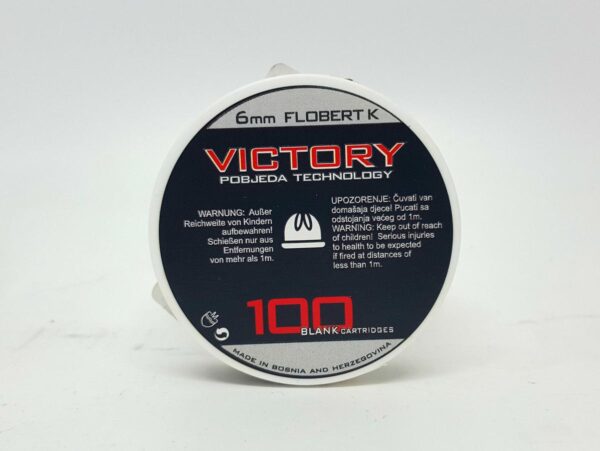 6mm FLOBERT K
VICTORY
POBJEDA TECHNOLOGY
WARNUNG: Außer
Reichweite von Kindern
aufbewahren!
Schießen nur aus
Entfernungen
von mehr als 1m.
UPOZORENJE: Čuvati van
domašaja djece! Pucati sa
odstojanja većeg od 1m.
WARNING: Keep out of reach
of children! Serious injuries
to health to be expected
if fired at distances of
less than 1m.
100
BLANK CARTRIDGES
MADE IN BOSNIA AND HERZEGOVINA